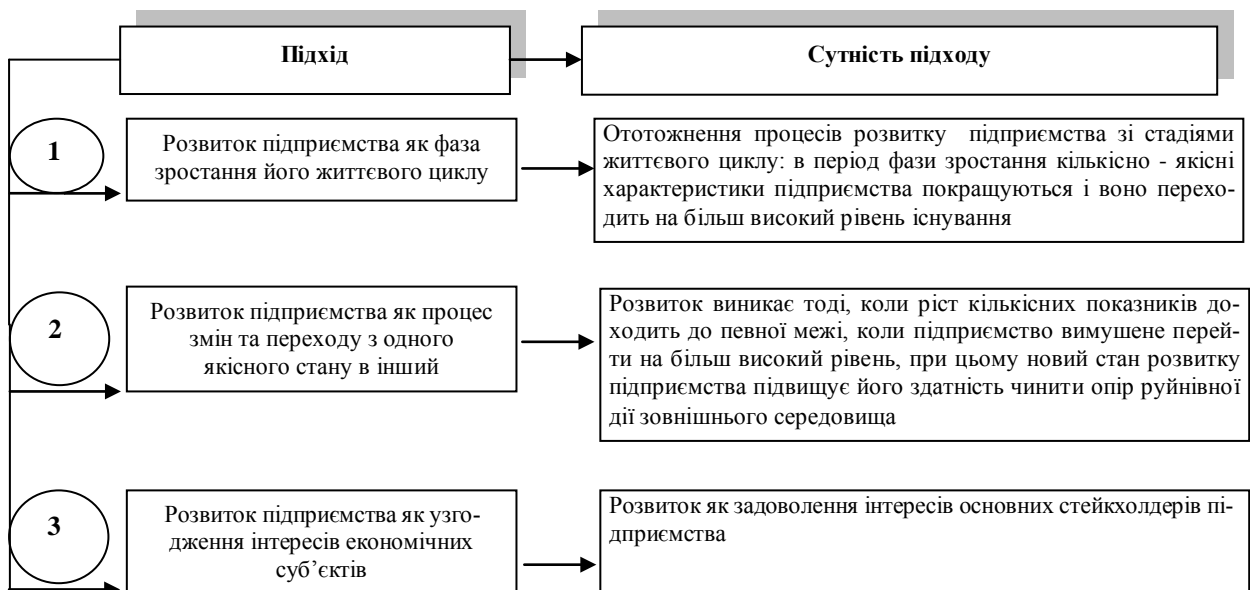 Підхід
Сутність підходу
1
Розвиток підприємства як фаза
зростання його життєвого циклу
Ототожнення процесів розвитку підприємства зі стадіями
життєвого циклу: в період фази зростання кількісно - якісні
характеристики підприємства покращуються і воно перехо-
дить на більш високий рівень існування
2
Розвиток підприємства як процес
змін та переходу з одного
якісного стану в інший
Розвиток виникає тоді, коли ріст кількісних показників до-
ходить до певної межі, коли підприємство вимушене перей-
ти на більш високий рівень, при цьому новий стан розвитку
підприємства підвищує його здатність чинити опір руйнівної
дії зовнішнього середовища
3
Розвиток підприємства як узго-
дження інтересів економічних
суб’єктів
Розвиток як задоволення інтересів основних стейкхолдерів пі-
дприємства